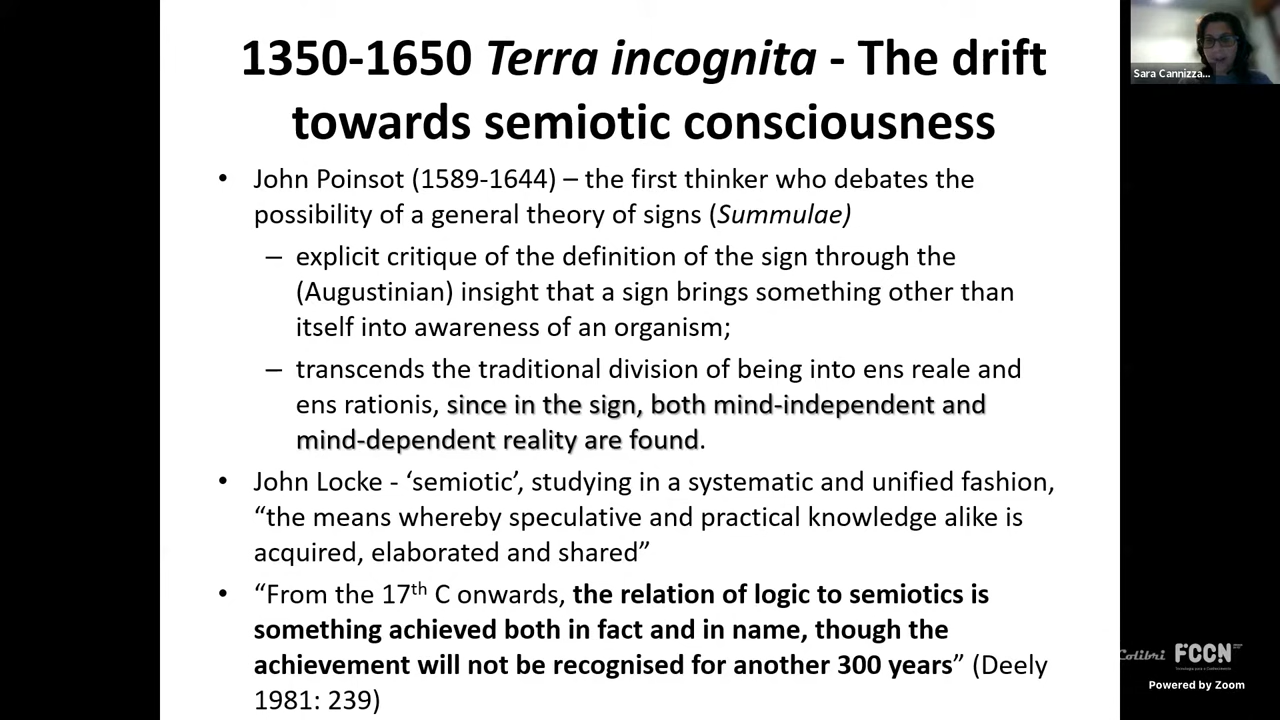 1350-1650 Terra incognita - The drift
towards semiotic consciousness
• John Poinsot (1589-1644) – the first thinker who debates the
possibility of a general theory of signs (Summulae)
– explicit critique of the definition of the sign through the
(Augustinian) insight that a sign brings something other than
itself into awareness of an organism;
– transcends the traditional division of being into ens reale and
ens rationis, since in the sign, both mind-independent and
mind-dependent reality are found.
• John Locke - ‘semiotic’, studying in a systematic and unified fashion,
“the means whereby speculative and practical knowledge alike is
acquired, elaborated and shared”
• “From the 17th C onwards, the relation of logic to semiotics is
something achieved both in fact and in name, though the
achievement will not be recognised for another 300 years” (Deely
1981: 239)
Sara Cannizza...
Colibri FCCN
Powered by Zoom